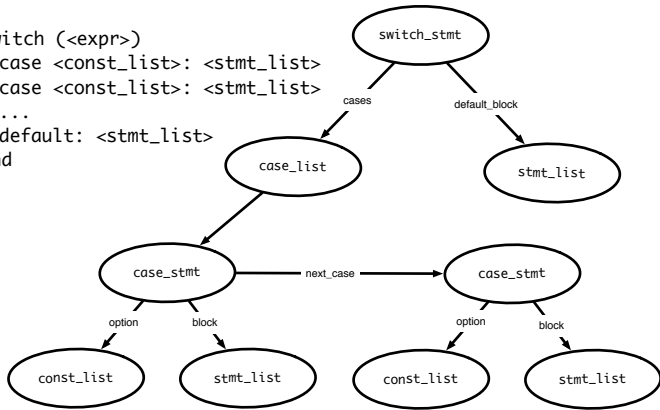 itch (<expr>)
case <const_list>: <stmt_list>
case <const_list>: <stmt_list>
...
default: <stmt_list>
nd
switch_stmt
cases
default_block
case_list
stmt_list
case_stmt
next_case
case_stmt
option
block
option
block
const_list
stmt_list
const_list
stmt_list